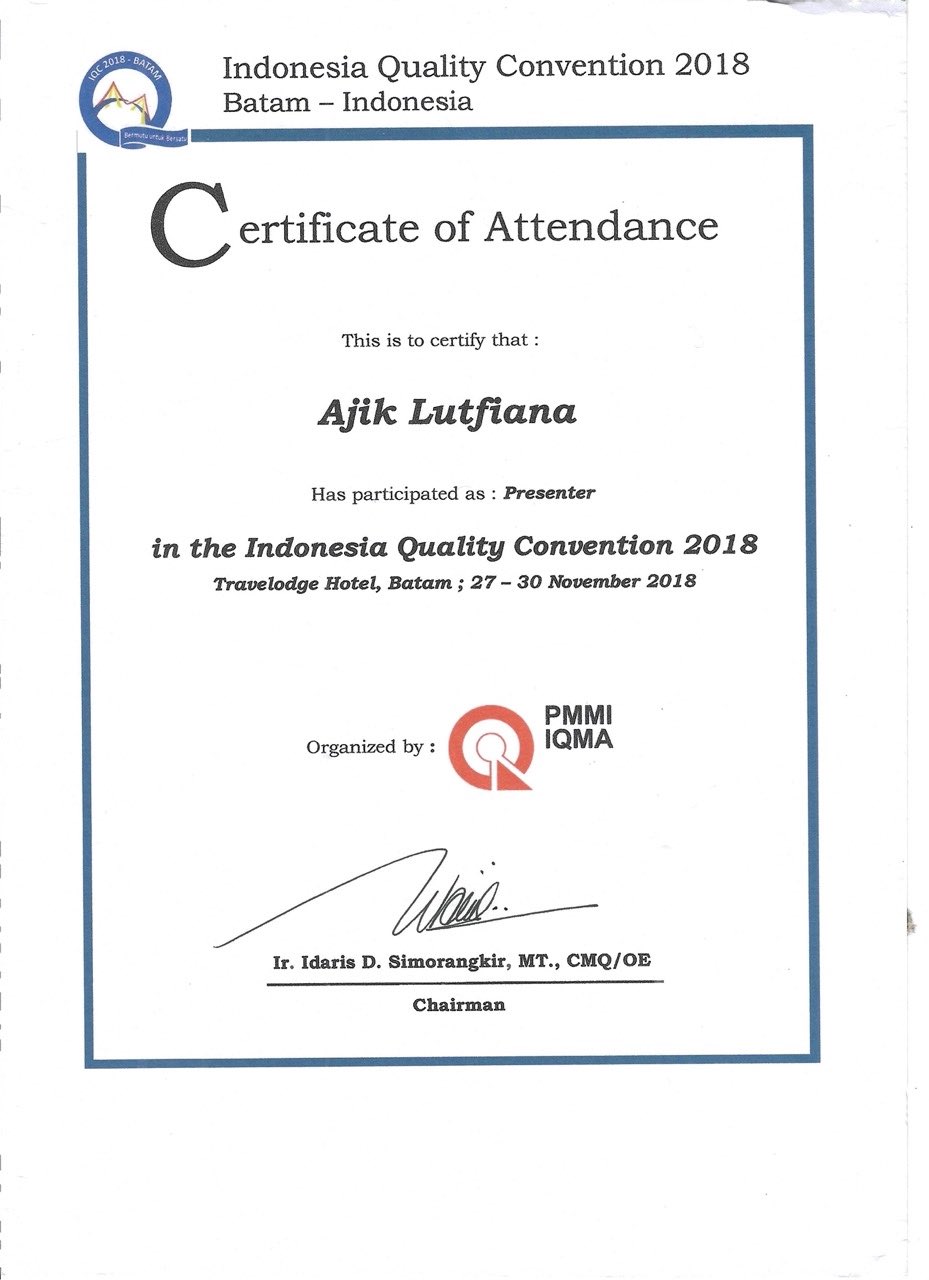 IQC 2018 - BATAM
Bermutu untuk Bersatu
Indonesia Quality Convention 2018
Batam – Indonesia
Certificate of Attendance
This is to certify that :
Ajik Lutfiana
Has participated as : Presenter
in the Indonesia Quality Convention 2018
Travelodge Hotel, Batam ; 27 – 30 November 2018
Organized by :
PMMI
IQMA
Ir. Idaris D. Simorangkir, MT., CMQ/OE
Chairman